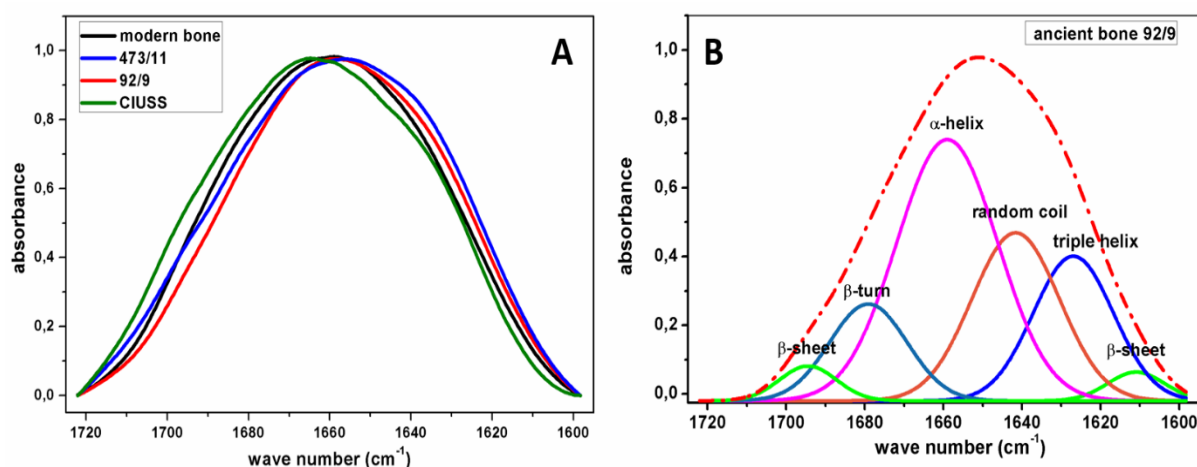 modern bone
473/11
92/9
CIUSS
A
absorbance
1,0
0,8
0,6
0,4
0,2
0,0
1720 1700 1680 1660 1640 1620 1600
wave number (cm⁻¹)
ancient bone 92/9
B
absorbance
1,0
0,8
0,6
0,4
0,2
0,0
α-helix
random coil
triple helix
β-turn
β-sheet
β-sheet
1720 1700 1680 1660 1640 1620 1600
wave number (cm⁻¹)